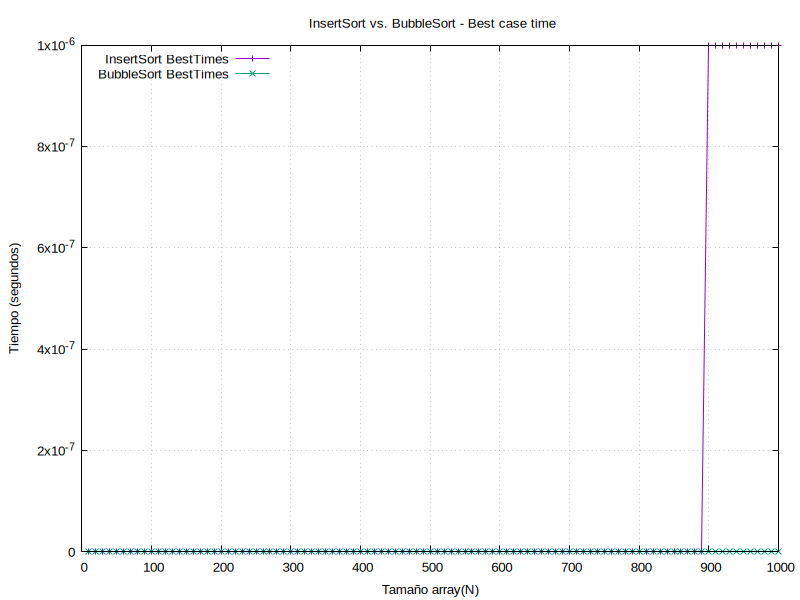 InsertSort vs. BubbleSort - Best case time
1x10-6
InsertSort BestTimes
BubbleSort BestTimes
8x10-7
6x10-7
Tiempo (segundos)
4x10-7
2x10-7
0
0 100 200 300 400 500 600 700 800 900 1000
Tamaño array(N)